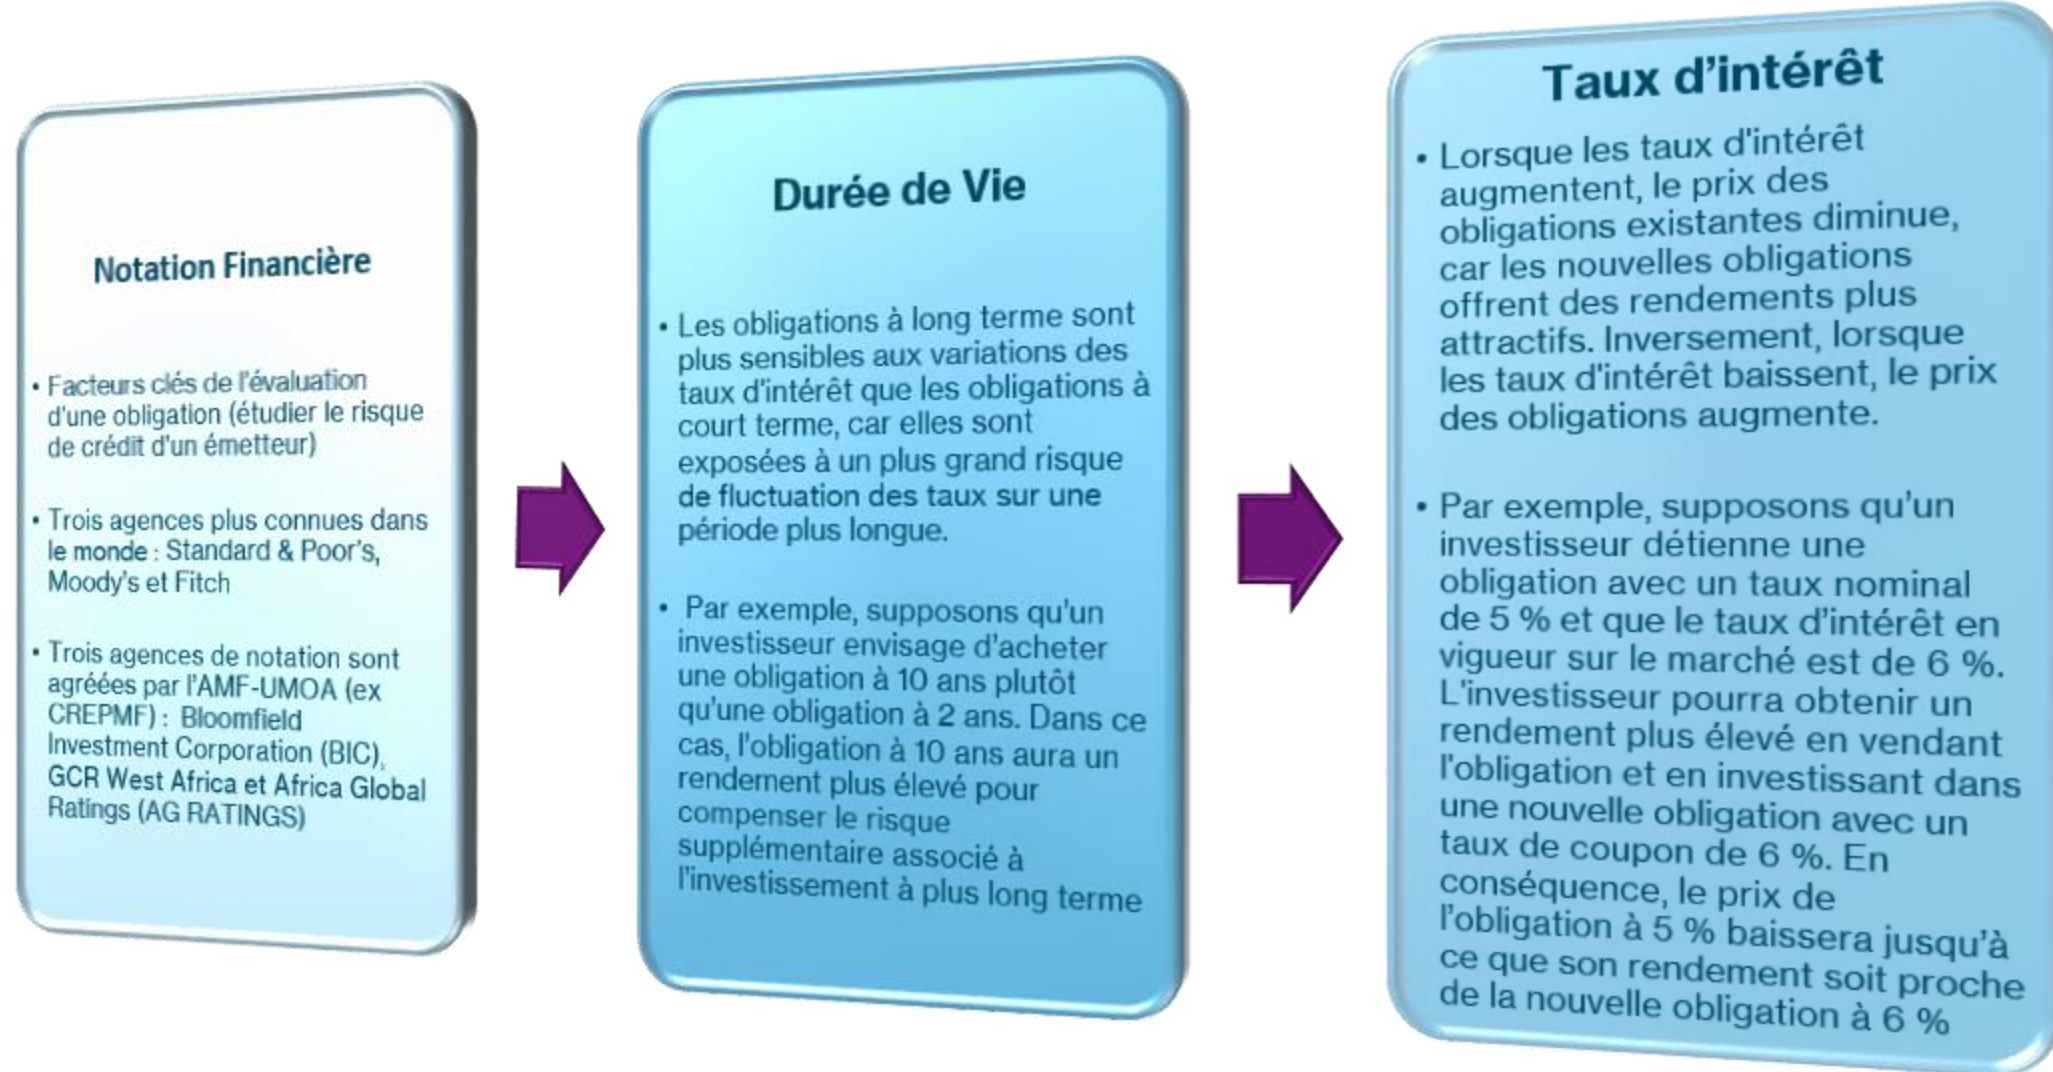 Notation Financière
• Facteurs clés de l'évaluation
d'une obligation (étudier le risque
de crédit d'un émetteur)
• Trois agences plus connues dans
le monde : Standard & Poor's,
Moody's et Fitch
• Trois agences de notation sont
agréées par l'AMF-UMOA (ex
CREPMF) : Bloomfield
Investment Corporation (BIC),
GCR West Africa et Africa Global
Ratings (AG RATINGS)
Durée de Vie
• Les obligations à long terme sont
plus sensibles aux variations des
taux d'intérêt que les obligations à
court terme, car elles sont
exposées à un plus grand risque
de fluctuation des taux sur une
période plus longue.
• Par exemple, supposons qu'un
investisseur envisage d'acheter
une obligation à 10 ans plutôt
qu'une obligation à 2 ans. Dans ce
cas, l'obligation à 10 ans aura un
rendement plus élevé pour
compenser le risque
supplémentaire associé à
l'investissement à plus long terme
Taux d'intérêt
• Lorsque les taux d'intérêt
augmentent, le prix des
obligations existantes diminue,
car les nouvelles obligations
offrent des rendements plus
attractifs. Inversement, lorsque
les taux d'intérêt baissent, le prix
des obligations augmente.
• Par exemple, supposons qu'un
investisseur détienne une
obligation avec un taux nominal
de 5 % et que le taux d'intérêt en
vigueur sur le marché est de 6 %.
L'investisseur pourra obtenir un
rendement plus élevé en vendant
l'obligation et en investissant dans
une nouvelle obligation avec un
taux de coupon de 6 %. En
conséquence, le prix de
l'obligation à 5 % baissera jusqu'à
ce que son rendement soit proche
de la nouvelle obligation à 6 %